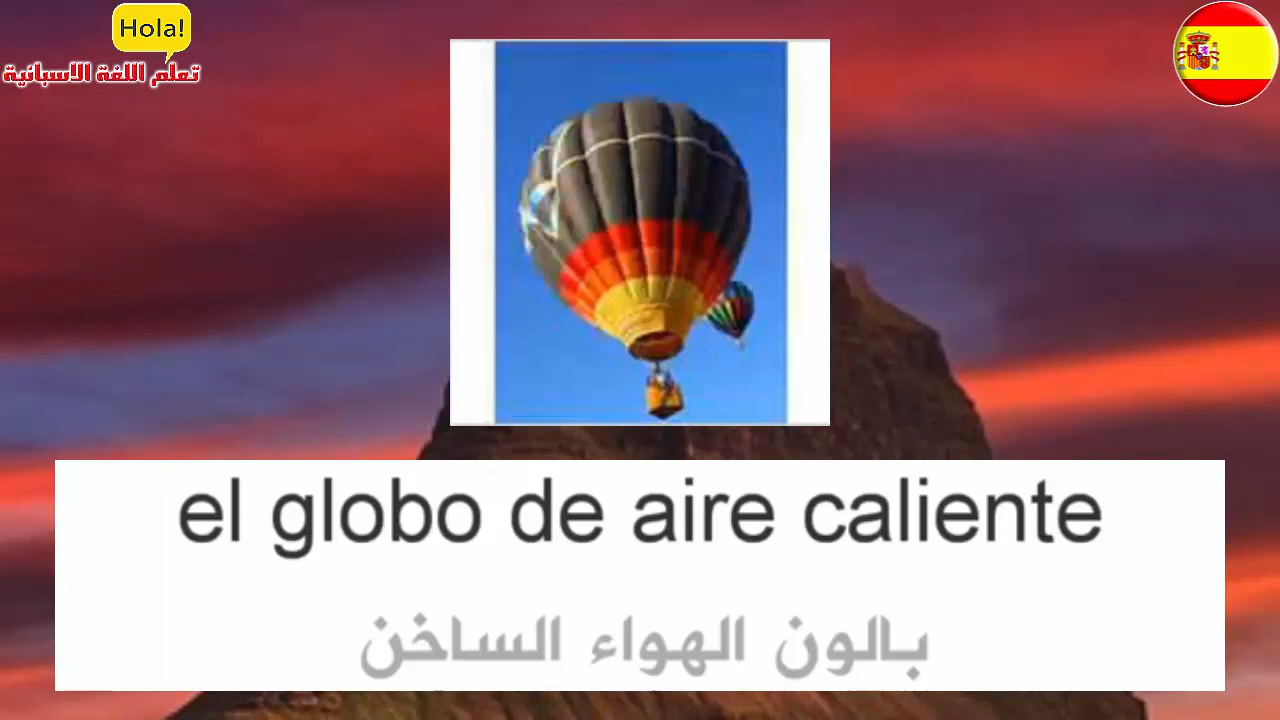 Hola!
تعلم اللغة الاسبانية
el globo de aire caliente
بالون الهواء الساخن